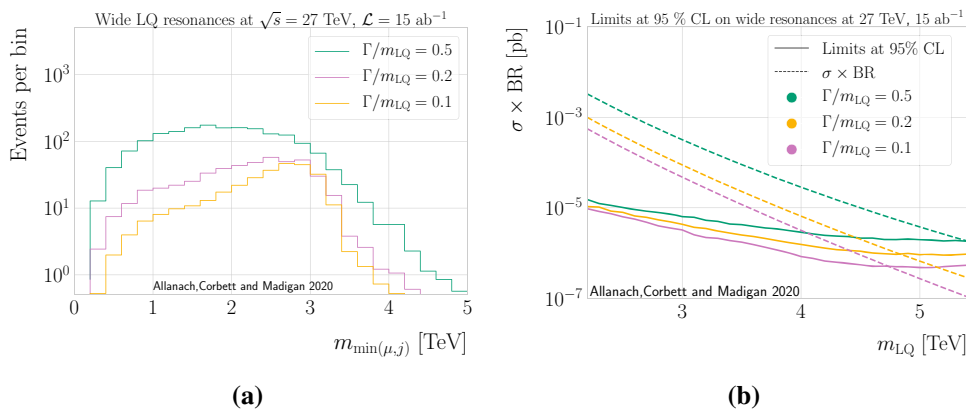 Wide LQ resonances at √s = 27 TeV, 𝓛 = 15 ab⁻¹
Events per bin
10³
10²
10¹
10⁰
Γ/m_LQ = 0.5
Γ/m_LQ = 0.2
Γ/m_LQ = 0.1
Allanach,Corbett and Madigan 2020
0 1 2 3 4 5
m_min(μ,j) [TeV]
(a)
Limits at 95 % CL on wide resonances at 27 TeV, 15 ab⁻¹
σ × BR [pb]
10⁻¹
10⁻³
10⁻⁵
10⁻⁷
Limits at 95% CL
σ × BR
Γ/m_LQ = 0.5
Γ/m_LQ = 0.2
Γ/m_LQ = 0.1
Allanach,Corbett and Madigan 2020
3 4 5
m_LQ [TeV]
(b)